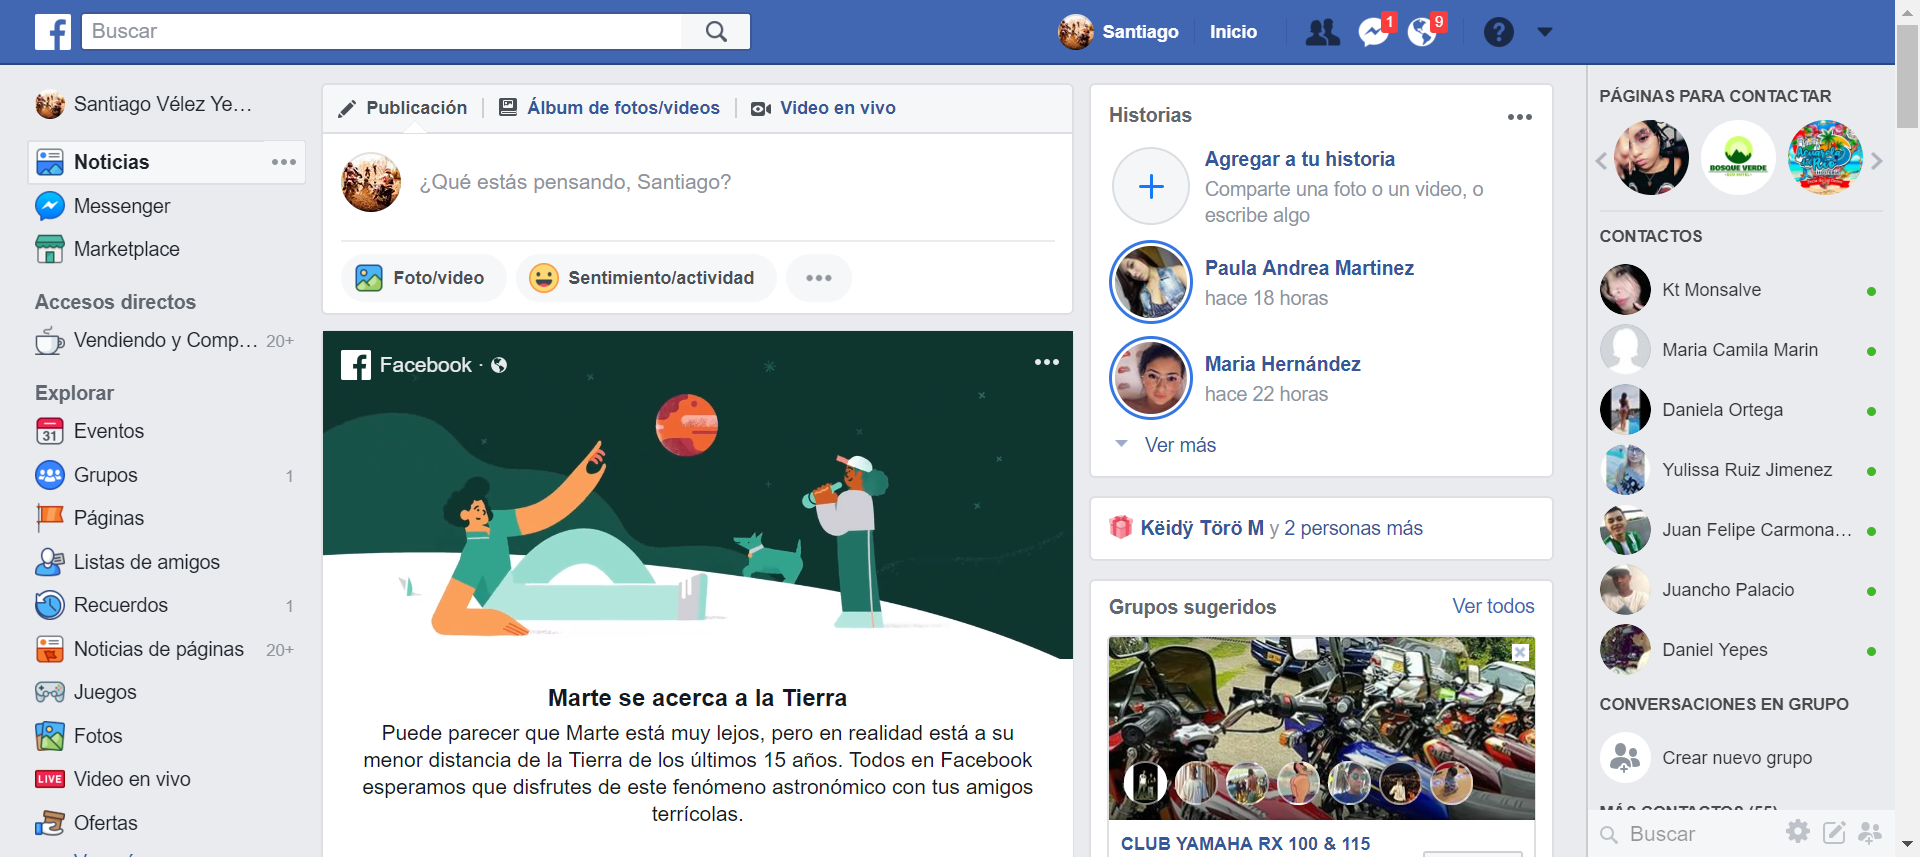 Buscar
Santiago
Inicio
1
9
Santiago Vélez Ye...
Noticias
Messenger
Marketplace
Accesos directos
Vendiendo y Comp... 20+
Explorar
31 Eventos
Grupos 1
Páginas
Listas de amigos
Recuerdos 1
Noticias de páginas 20+
Juegos
Fotos
LIVE Video en vivo
Ofertas
Publicación
Álbum de fotos/videos
Video en vivo
¿Qué estás pensando, Santiago?
Foto/video
Sentimiento/actividad
Facebook ·
Marte se acerca a la Tierra
Puede parecer que Marte está muy lejos, pero en realidad está a su
menor distancia de la Tierra de los últimos 15 años. Todos en Facebook
esperamos que disfrutes de este fenómeno astronómico con tus amigos
terrícolas.
Historias
Agregar a tu historia
Comparte una foto o un video, o
escribe algo
Paula Andrea Martinez
hace 18 horas
Maria Hernández
hace 22 horas
Ver más
Këidÿ Törö M y 2 personas más
Grupos sugeridos
Ver todos
CLUB YAMAHA RX 100 & 115
PÁGINAS PARA CONTACTAR
BOSQUE VERDE
CONTACTOS
Kt Monsalve
Maria Camila Marin
Daniela Ortega
Yulissa Ruiz Jimenez
Juan Felipe Carmona...
Juancho Palacio
Daniel Yepes
CONVERSACIONES EN GRUPO
Crear nuevo grupo
MÁS CONTACTOS (55)
Buscar